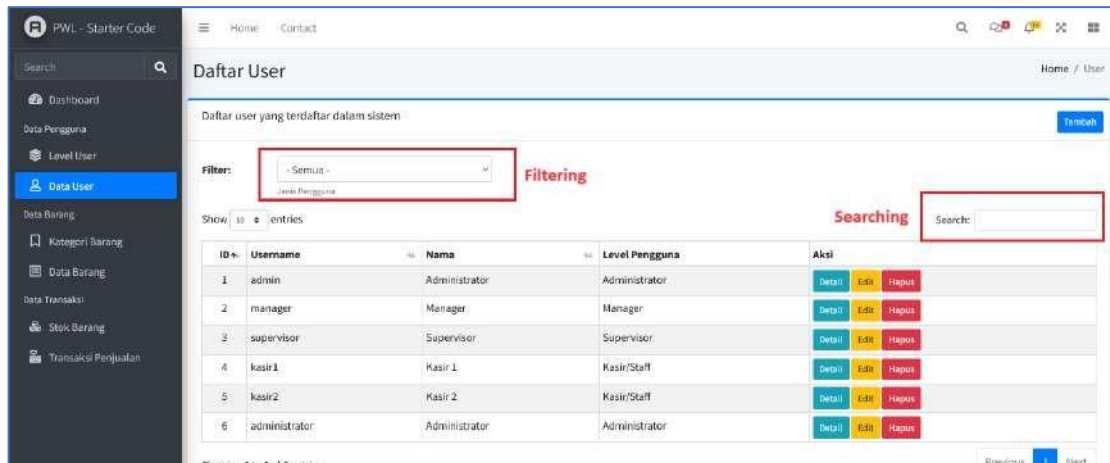 PWL - Starter Code
Home Contact
Search
Daftar User
Home / User
Dashboard
Data Pengguna
Level User
Data User
Data Barang
Kategori Barang
Data Barang
Data Transaksi
Stok Barang
Transaksi Penjualan
Daftar user yang terdaftar dalam sistem
Tambah
Filter: - Semua -
Jenis Pengguna
Filtering
Show 10 entries
Searching
Search:
ID Username Nama Level Pengguna Aksi
1 admin Administrator Administrator Detail Edit Hapus
2 manager Manager Manager Detail Edit Hapus
3 supervisor Supervisor Supervisor Detail Edit Hapus
4 kasir1 Kasir 1 Kasir/Staff Detail Edit Hapus
5 kasir2 Kasir 2 Kasir/Staff Detail Edit Hapus
6 administrator Administrator Administrator Detail Edit Hapus
Previous 1 Next